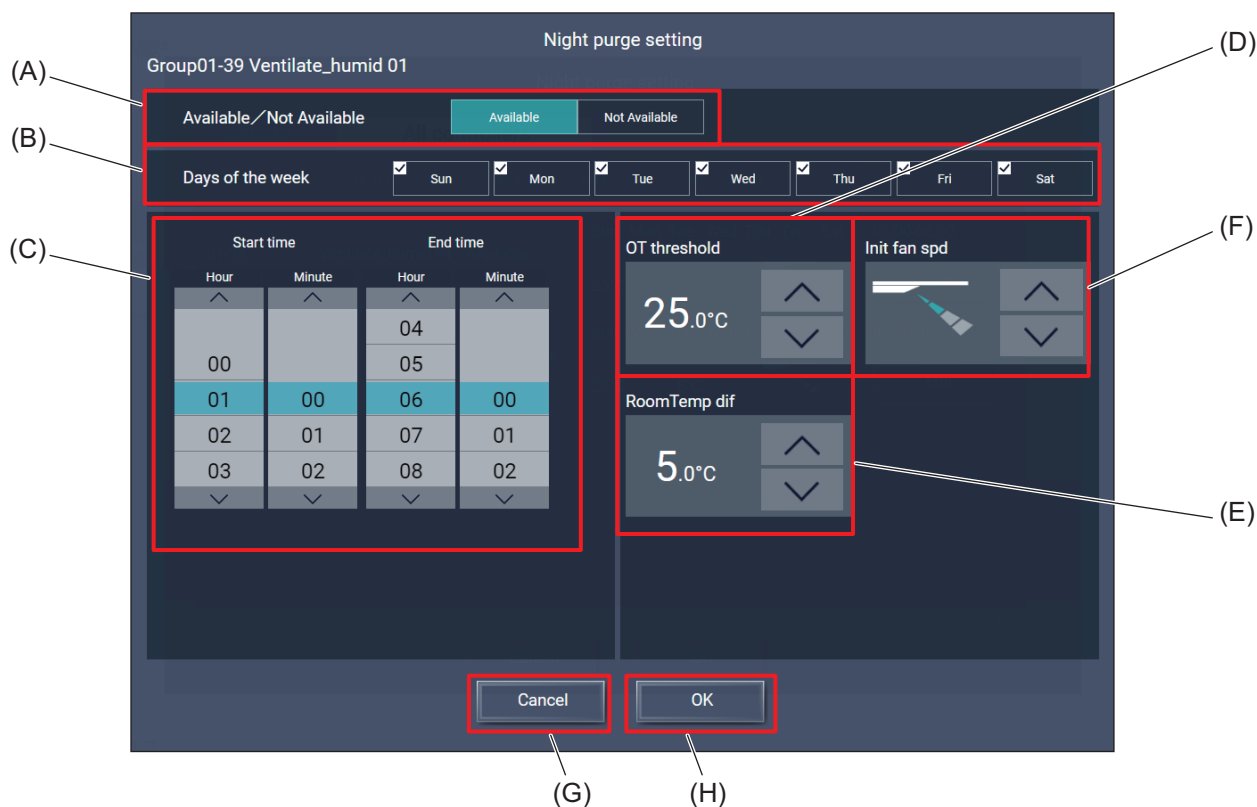 Night purge setting
(D)
Group01-39 Ventilate_humid 01
(A)
Available／Not Available
Available
Not Available
(B)
Days of the week
Sun
Mon
Tue
Wed
Thu
Fri
Sat
(C)
Start time
End time
OT threshold
Init fan spd
(F)
Hour
Minute
Hour
Minute
04
25.0°C
00
05
01
00
06
00
RoomTemp dif
02
01
07
01
03
02
08
02
5.0°C
(E)
Cancel
OK
(G)
(H)